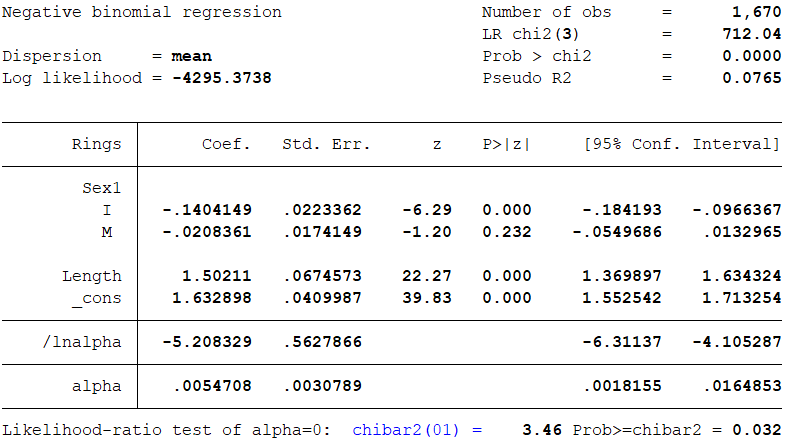 Negative binomial regression Number of obs = 1,670
LR chi2(3) = 712.04
Dispersion = mean Prob > chi2 = 0.0000
Log likelihood = -4295.3738 Pseudo R2 = 0.0765
Rings Coef. Std. Err. z P>|z| [95% Conf. Interval]
Sex1
I -.1404149 .0223362 -6.29 0.000 -.184193 -.0966367
M -.0208361 .0174149 -1.20 0.232 -.0549686 .0132965
Length 1.50211 .0674573 22.27 0.000 1.369897 1.634324
_cons 1.632898 .0409987 39.83 0.000 1.552542 1.713254
/lnalpha -5.208329 .5627866 -6.31137 -4.105287
alpha .0054708 .0030789 .0018155 .0164853
Likelihood-ratio test of alpha=0: chibar2(01) = 3.46 Prob>=chibar2 = 0.032